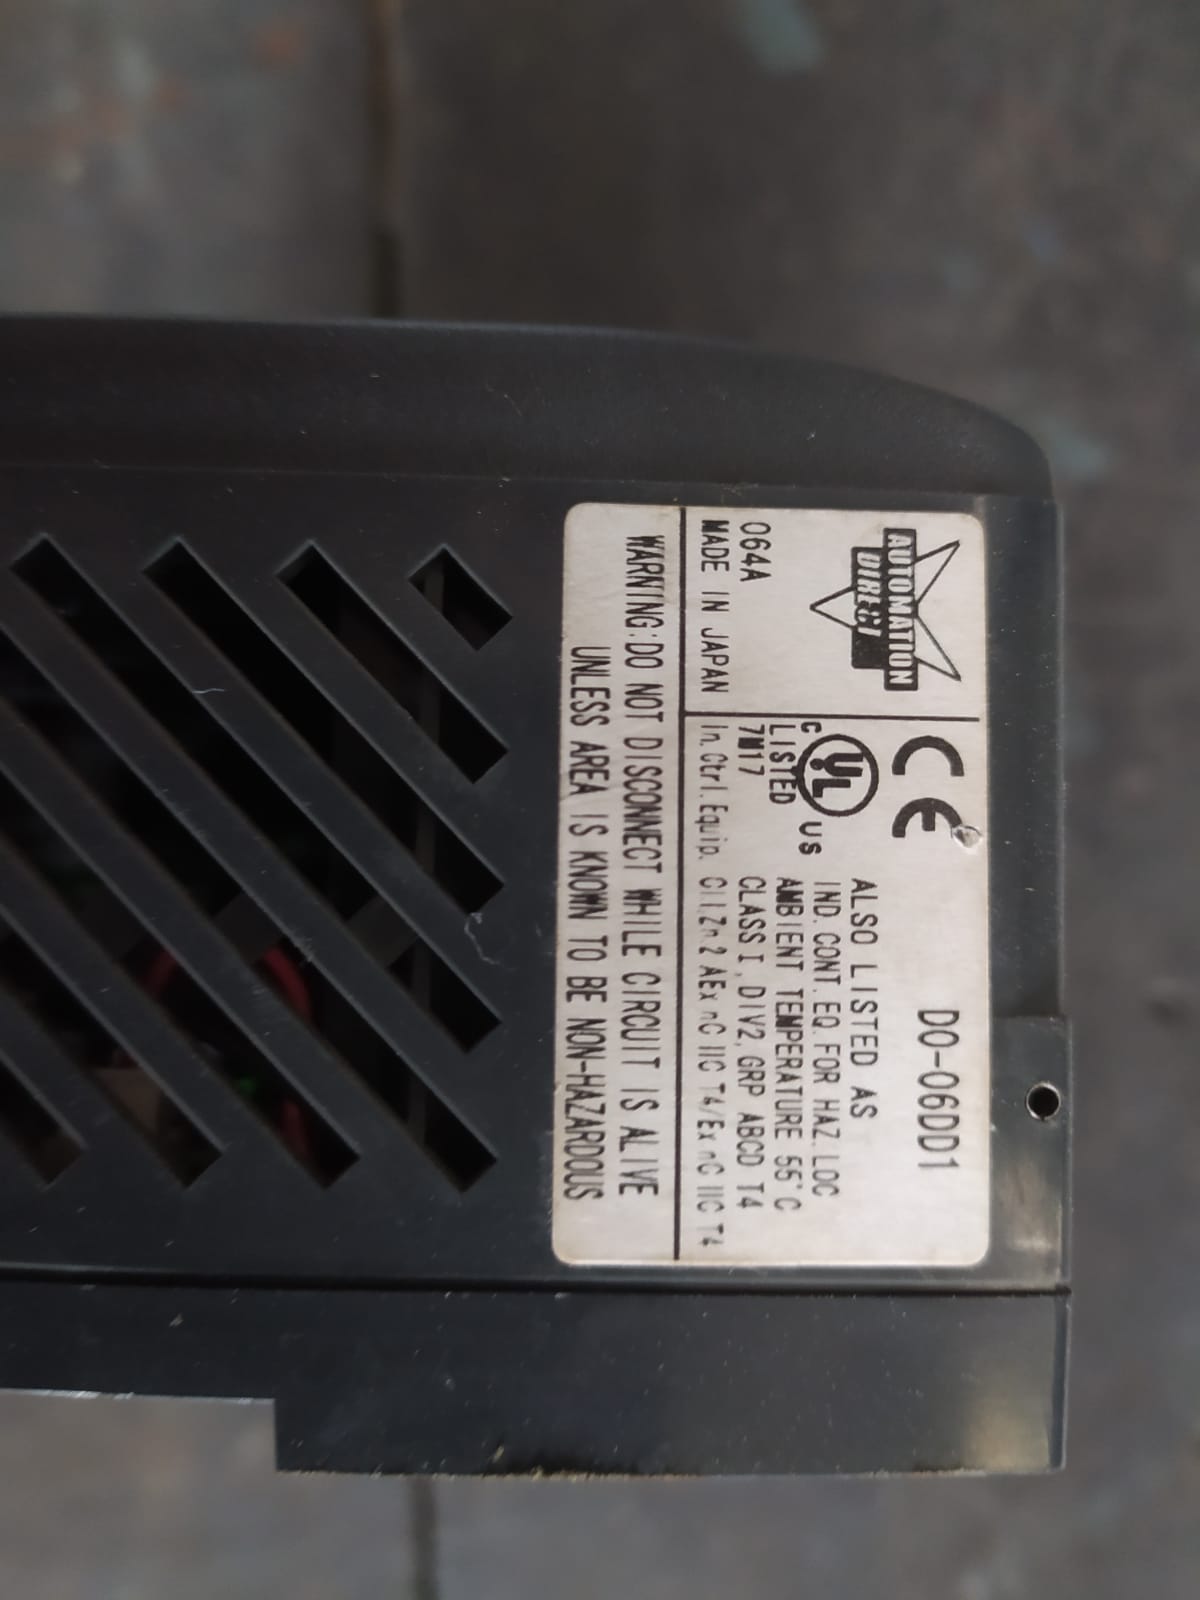 AUTOMATION
DIRECT
064A
MADE IN JAPAN
CE
D0-06DD1
C UL US
LISTED
7M17
ALSO LISTED AS
IND. CONT. EQ. FOR HAZ. LOC
AMBIENT TEMPERATURE 55°C
CLASS I, DIV2, GRP ABCD T4
In. Ctrl. Equip. Cl.I, Zn 2 AEx nC IIC T4/Ex nC IIC T4
WARNING:DO NOT DISCONNECT WHILE CIRCUIT IS ALIVE
UNLESS AREA IS KNOWN TO BE NON-HAZARDOUS